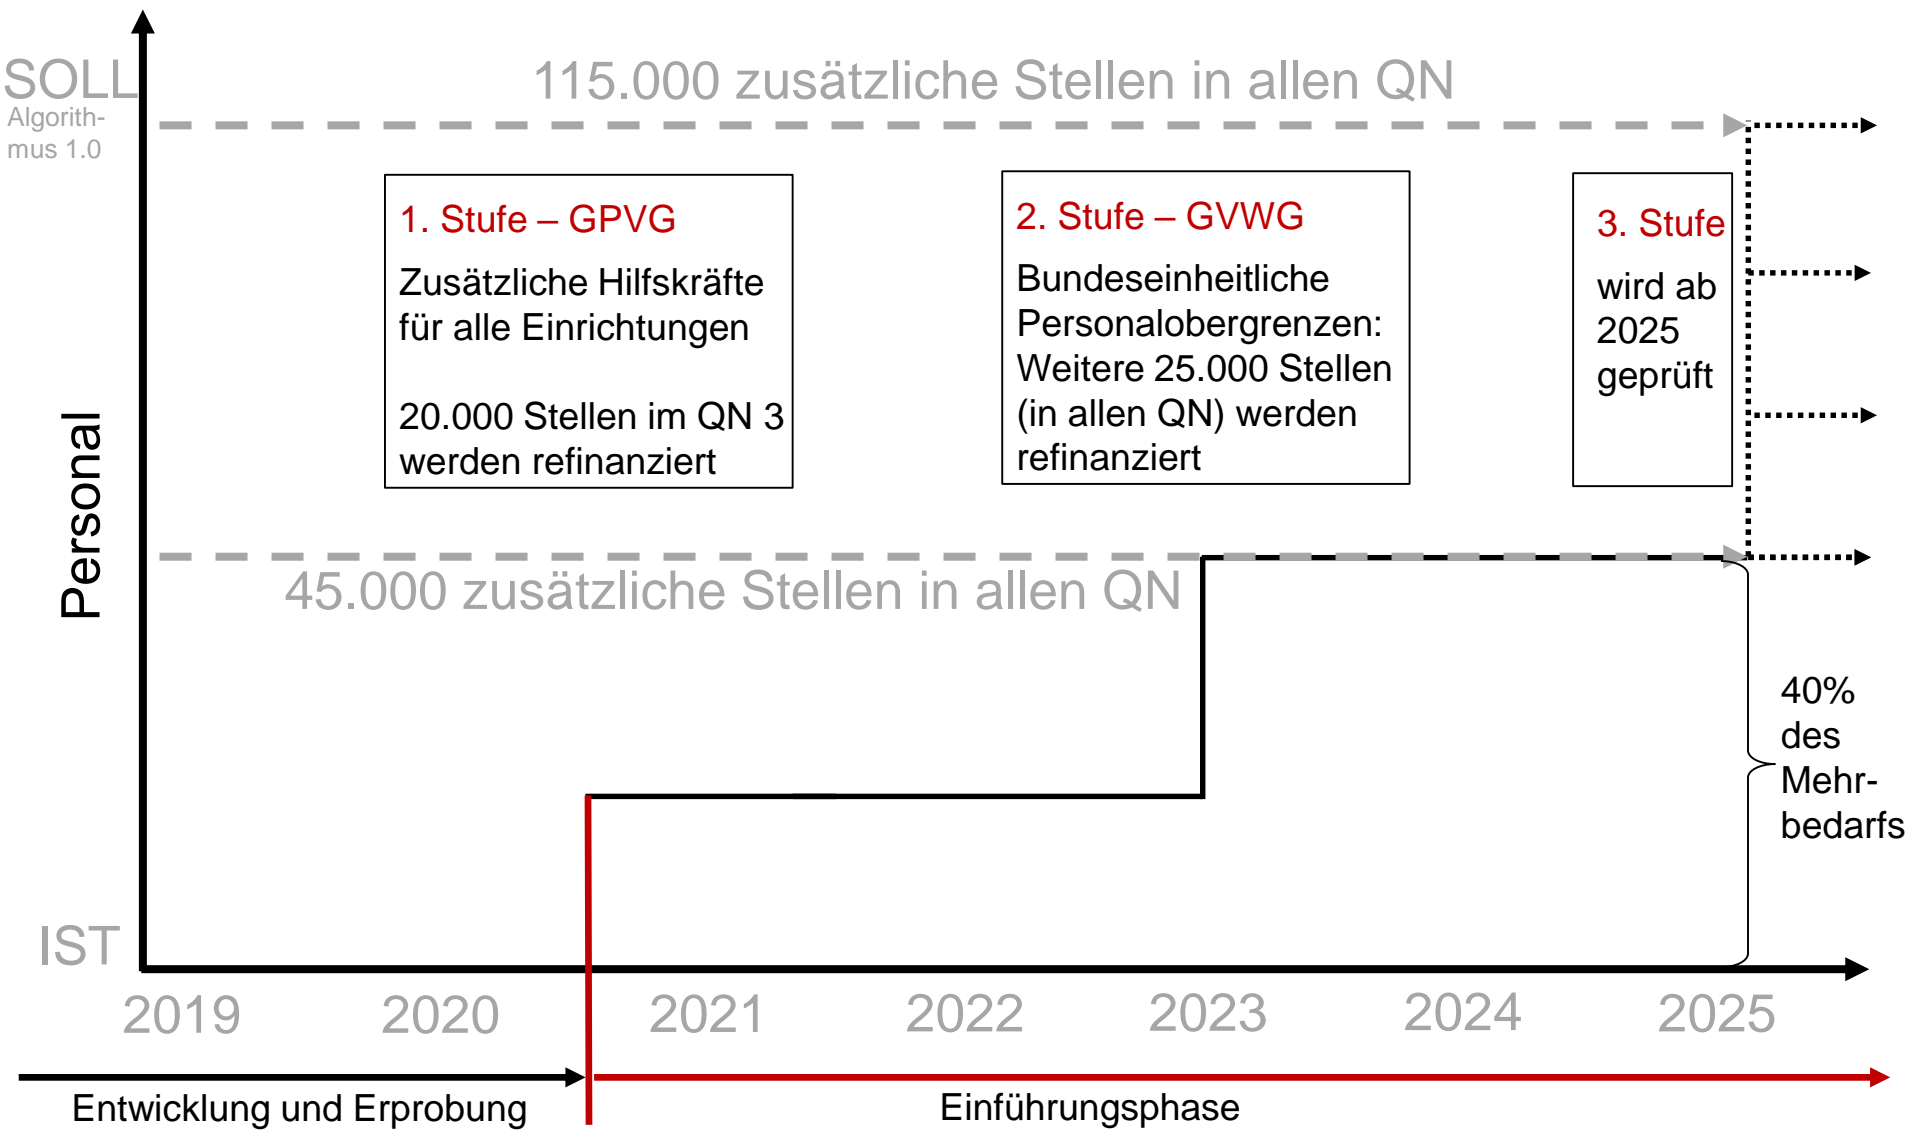 SOLL
Algorith-
mus 1.0
115.000 zusätzliche Stellen in allen QN
1. Stufe – GPVG
Zusätzliche Hilfskräfte
für alle Einrichtungen
20.000 Stellen im QN 3
werden refinanziert
2. Stufe – GVWG
Bundeseinheitliche
Personalobergrenzen:
Weitere 25.000 Stellen
(in allen QN) werden
refinanziert
3. Stufe
wird ab
2025
geprüft
Personal
45.000 zusätzliche Stellen in allen QN
40%
des
Mehr-
bedarfs
IST
2019 2020 2021 2022 2023 2024 2025
Entwicklung und Erprobung
Einführungsphase